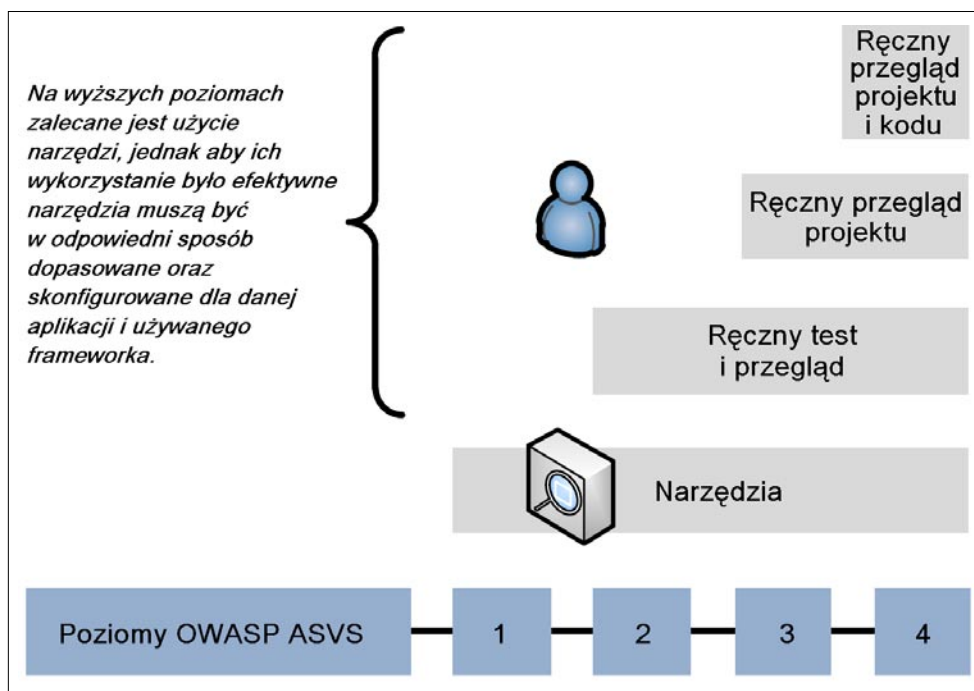 Ręczny
przegląd
projektu
i kodu
Na wyższych poziomach
zalecane jest użycie
narzędzi, jednak aby ich
wykorzystanie było efektywne
narzędzia muszą być
w odpowiedni sposób
dopasowane oraz
skonfigurowane dla danej
aplikacji i używanego
frameworka.
Ręczny przegląd
projektu
Ręczny test
i przegląd
Narzędzia
Poziomy OWASP ASVS
1
2
3
4